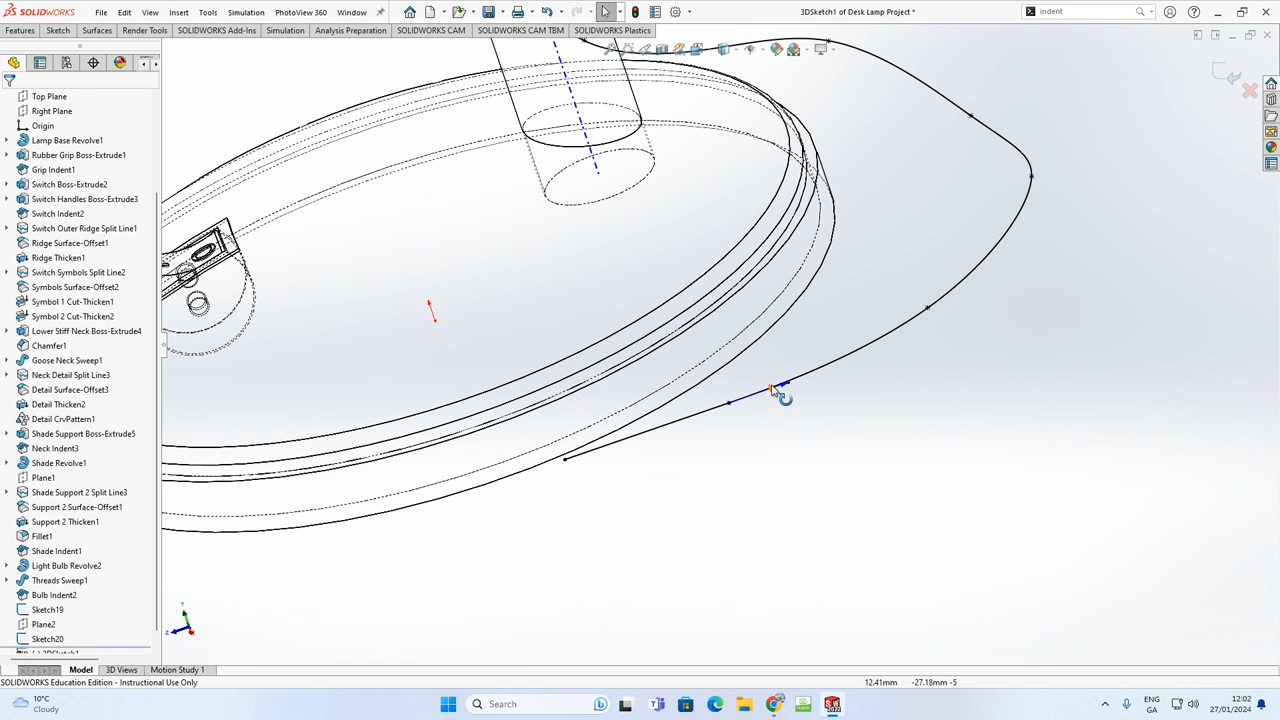 SOLIDWORKS
File Edit View Insert Tools Simulation PhotoView 360 Window
3DSketch1 of Desk Lamp Project *
indent
Features Sketch Surfaces Render Tools SOLIDWORKS Add-Ins Simulation Analysis Preparation SOLIDWORKS CAM SOLIDWORKS CAM TBM SOLIDWORKS Plastics
Top Plane
Right Plane
Origin
Lamp Base Revolve1
Rubber Grip Boss-Extrude1
Grip Indent1
Switch Boss-Extrude2
Switch Handles Boss-Extrude3
Switch Indent2
Switch Outer Ridge Split Line1
Ridge Surface-Offset1
Ridge Thicken1
Switch Symbols Split Line2
Symbols Surface-Offset2
Symbol 1 Cut-Thicken1
Symbol 2 Cut-Thicken2
Lower Stiff Neck Boss-Extrude4
Chamfer1
Goose Neck Sweep1
Neck Detail Split Line3
Detail Surface-Offset3
Detail Thicken2
Detail CrvPattern1
Shade Support Boss-Extrude5
Neck Indent3
Shade Revolve1
Plane1
Shade Support 2 Split Line3
Support 2 Surface-Offset1
Support 2 Thicken1
Fillet1
Shade Indent1
Light Bulb Revolve2
Threads Sweep1
Bulb Indent2
Sketch19
Plane2
Sketch20
Y
Z
Model 3D Views Motion Study 1
SOLIDWORKS Education Edition - Instructional Use Only
12.41mm -27.18mm -5
10°C
Cloudy
Search
ENG
GA
12:02
27/01/2024